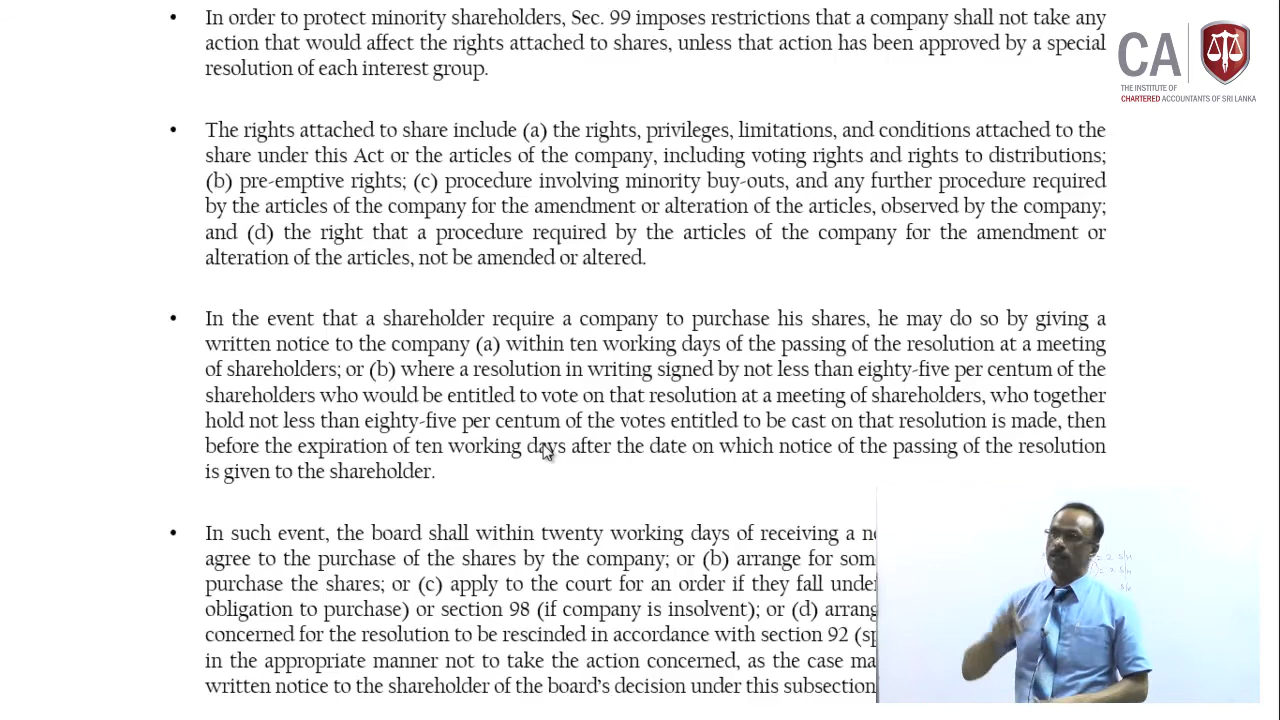 • In order to protect minority shareholders, Sec. 99 imposes restrictions that a company shall not take any
action that would affect the rights attached to shares, unless that action has been approved by a special
resolution of each interest group.
CA
THE INSTITUTE OF
CHARTERED ACCOUNTANTS OF SRI LANKA
• The rights attached to share include (a) the rights, privileges, limitations, and conditions attached to the
share under this Act or the articles of the company, including voting rights and rights to distributions;
(b) pre-emptive rights; (c) procedure involving minority buy-outs, and any further procedure required
by the articles of the company for the amendment or alteration of the articles, observed by the company;
and (d) the right that a procedure required by the articles of the company for the amendment or
alteration of the articles, not be amended or altered.
• In the event that a shareholder require a company to purchase his shares, he may do so by giving a
written notice to the company (a) within ten working days of the passing of the resolution at a meeting
of shareholders; or (b) where a resolution in writing signed by not less than eighty-five per centum of the
shareholders who would be entitled to vote on that resolution at a meeting of shareholders, who together
hold not less than eighty-five per centum of the votes entitled to be cast on that resolution is made, then
before the expiration of ten working days after the date on which notice of the passing of the resolution
is given to the shareholder.
• In such event, the board shall within twenty working days of receiving a
agree to the purchase of the shares by the company; or (b) arrange for
purchase the shares; or (c) apply to the court for an order if they fall
obligation to purchase) or section 98 (if company is insolvent); or (d)
concerned for the resolution to be rescinded in accordance with section 92
in the appropriate manner not to take the action concerned, as the case
written notice to the shareholder of the board's decision under this subsection